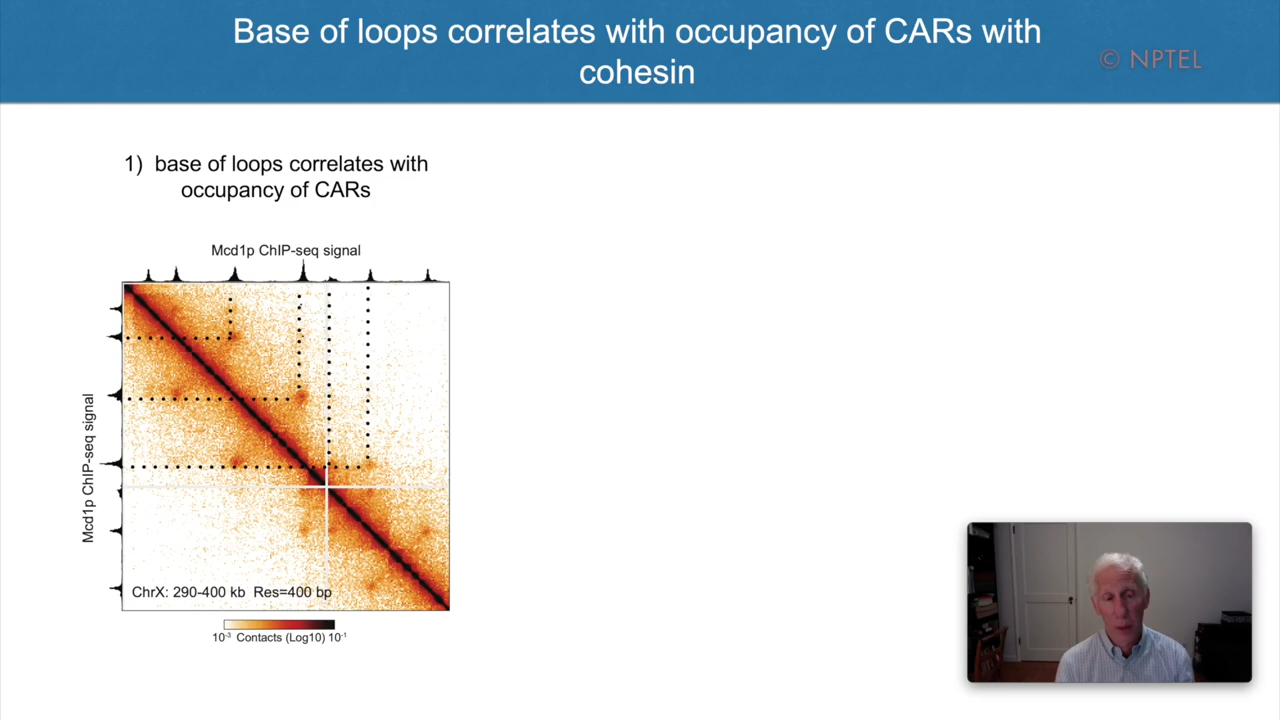 Base of loops correlates with occupancy of CARs with
cohesin
© NPTEL
1) base of loops correlates with
occupancy of CARs
Mcd1p ChIP-seq signal
Mcd1p ChIP-seq signal
ChrX: 290-400 kb Res=400 bp
10⁻³ Contacts (Log10) 10⁻¹